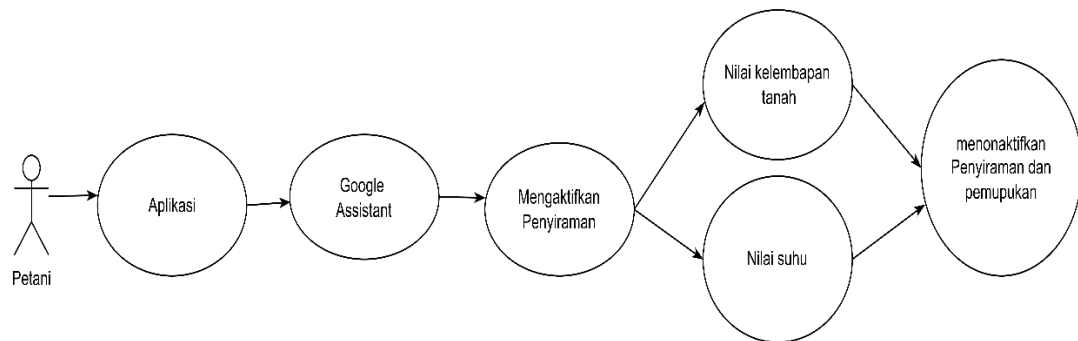 Petani
Aplikasi
Google
Assistant
Mengaktifkan
Penyiraman
Nilai kelembapan
tanah
Nilai suhu
menonaktifkan
Penyiraman dan
pemupukan